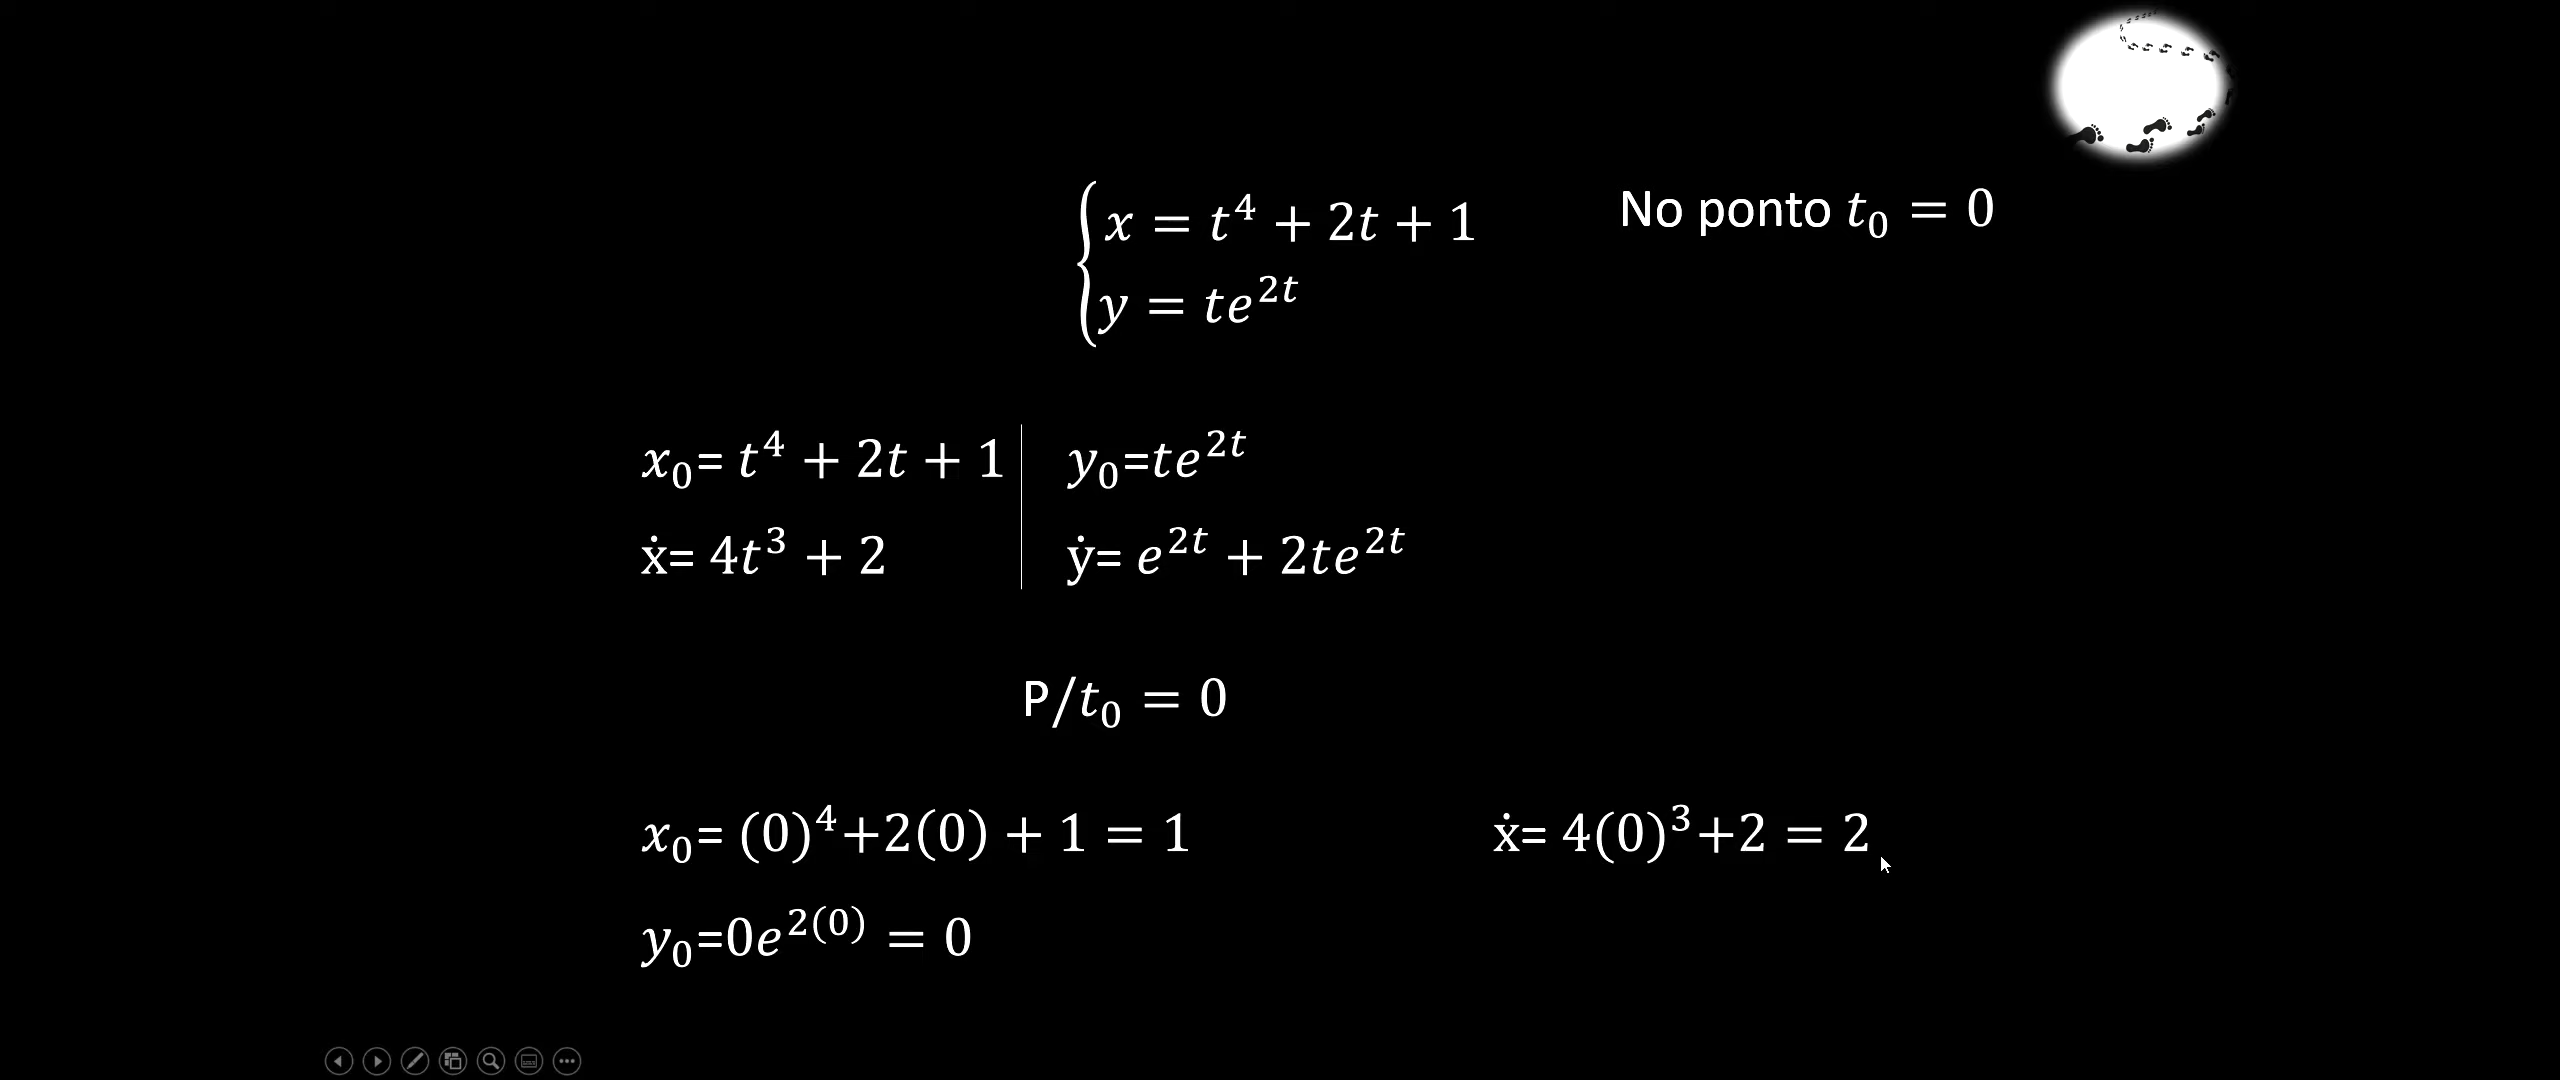 x = t⁴ + 2t + 1
y = te²ᵗ
No ponto t₀ = 0
x₀= t⁴ + 2t + 1
y₀=te²ᵗ
ẋ= 4t³ + 2
ẏ= e²ᵗ + 2te²ᵗ
P/t₀ = 0
x₀= (0)⁴+2(0) + 1 = 1
ẋ= 4(0)³+2 = 2
y₀=0e²⁽⁰⁾ = 0